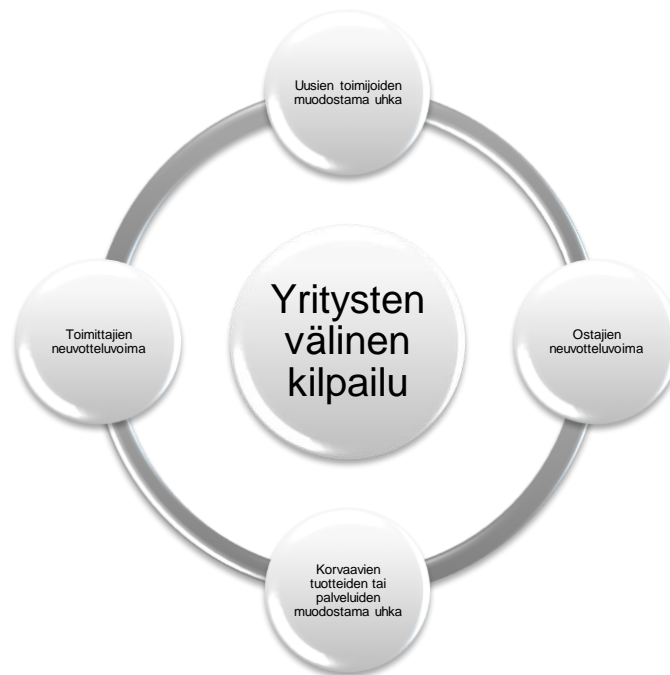 Uusien toimijoiden
muodostama uhka
Toimittajien
neuvotteluvoima
Yritysten
välinen
kilpailu
Ostajien
neuvotteluvoima
Korvaavien
tuotteiden tai
palveluiden
muodostama uhka